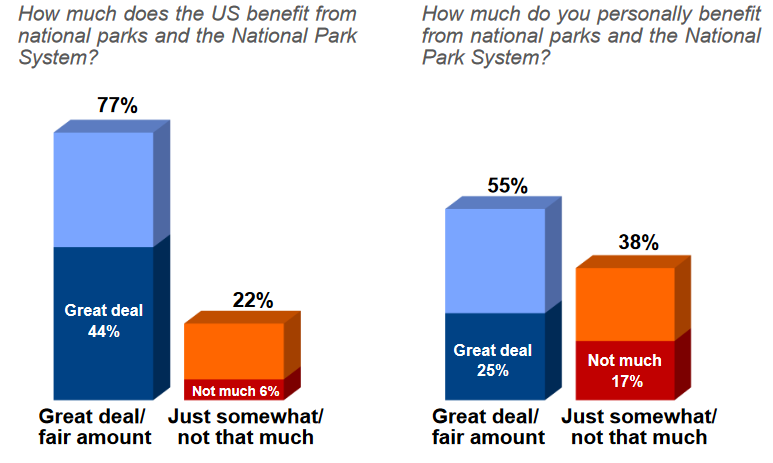 How much does the US benefit from
national parks and the National Park
System?
77%
Great deal
44%
22%
Not much 6%
Great deal/
fair amount
Just somewhat/
not that much
How much do you personally benefit
from national parks and the National
Park System?
55%
Great deal
25%
38%
Not much
17%
Great deal/
fair amount
Just somewhat/
not that much